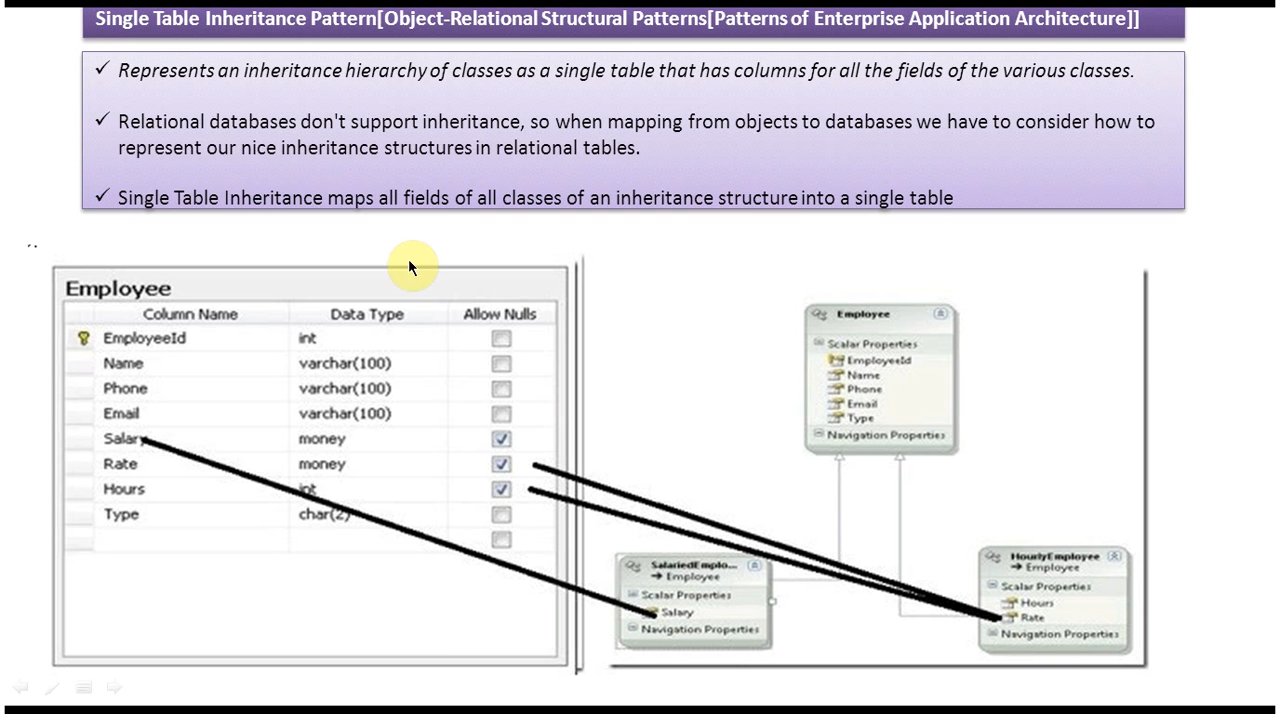 Single Table Inheritance Pattern[Object-Relational Structural Patterns[Patterns of Enterprise Application Architecture]]
Represents an inheritance hierarchy of classes as a single table that has columns for all the fields of the various classes.
Relational databases don't support inheritance, so when mapping from objects to databases we have to consider how to
represent our nice inheritance structures in relational tables.
Single Table Inheritance maps all fields of all classes of an inheritance structure into a single table
Employee
Column Name Data Type Allow Nulls
EmployeeId int
Name varchar(100)
Phone varchar(100)
Email varchar(100)
Salary money
Rate money
Hours int
Type char(2)
Employee
Scalar Properties
EmployeeId
Name
Phone
Email
Type
Navigation Properties
SalariedEmplo...
Employee
Scalar Properties
Salary
Navigation Properties
HourlyEmployee
Employee
Scalar Properties
Hours
Rate
Navigation Properties